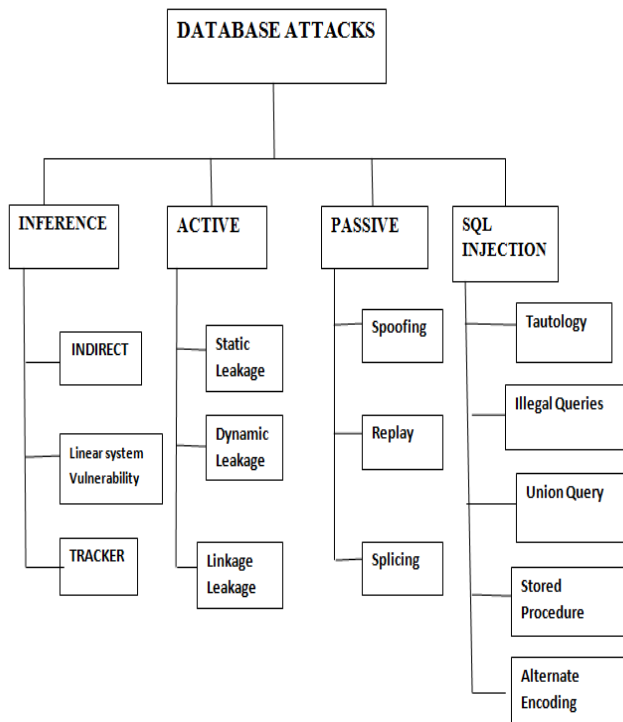 DATABASE ATTACKS
INFERENCE
ACTIVE
PASSIVE
SQL
INJECTION
INDIRECT
Linear system
Vulnerability
TRACKER
Static
Leakage
Dynamic
Leakage
Linkage
Leakage
Spoofing
Replay
Splicing
Tautology
Illegal Queries
Union Query
Stored
Procedure
Alternate
Encoding